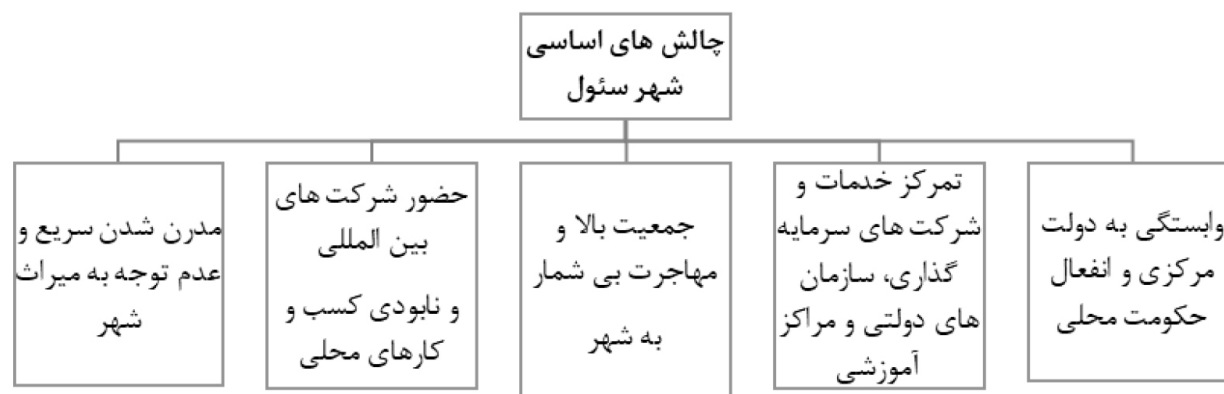 چالش های اساسی
شهر سئول
وابستگی به دولت
مرکزی و انفعال
حکومت محلی
تمرکز خدمات و
شرکت های سرمایه
گذاری، سازمان
های دولتی و مراکز
آموزشی
جمعیت بالا و
مهاجرت بی شمار
به شهر
حضور شرکت های
بین المللی
و نابودی کسب و
کارهای محلی
مدرن شدن سریع و
عدم توجه به میراث
شهر